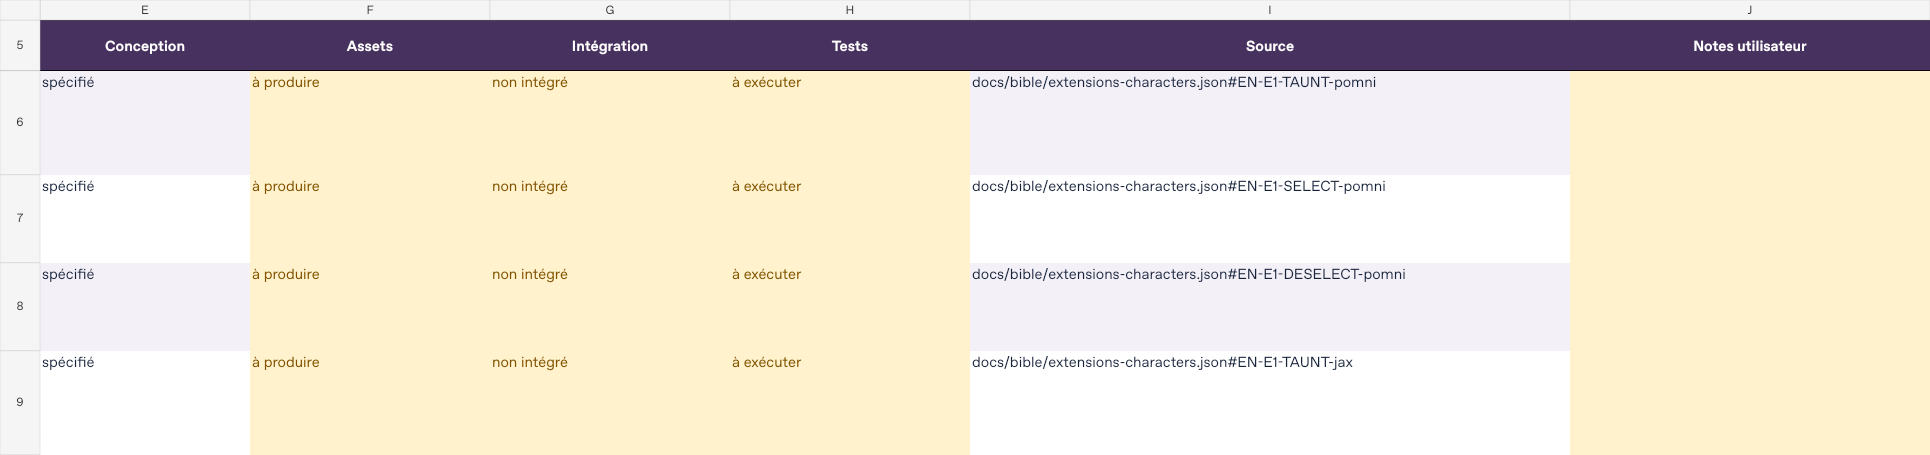 E F G H I J
5 Conception Assets Intégration Tests Source Notes utilisateur
6 spécifié à produire non intégré à exécuter docs/bible/extensions-characters.json#EN-E1-TAUNT-pomni
7 spécifié à produire non intégré à exécuter docs/bible/extensions-characters.json#EN-E1-SELECT-pomni
8 spécifié à produire non intégré à exécuter docs/bible/extensions-characters.json#EN-E1-DESELECT-pomni
9 spécifié à produire non intégré à exécuter docs/bible/extensions-characters.json#EN-E1-TAUNT-jax